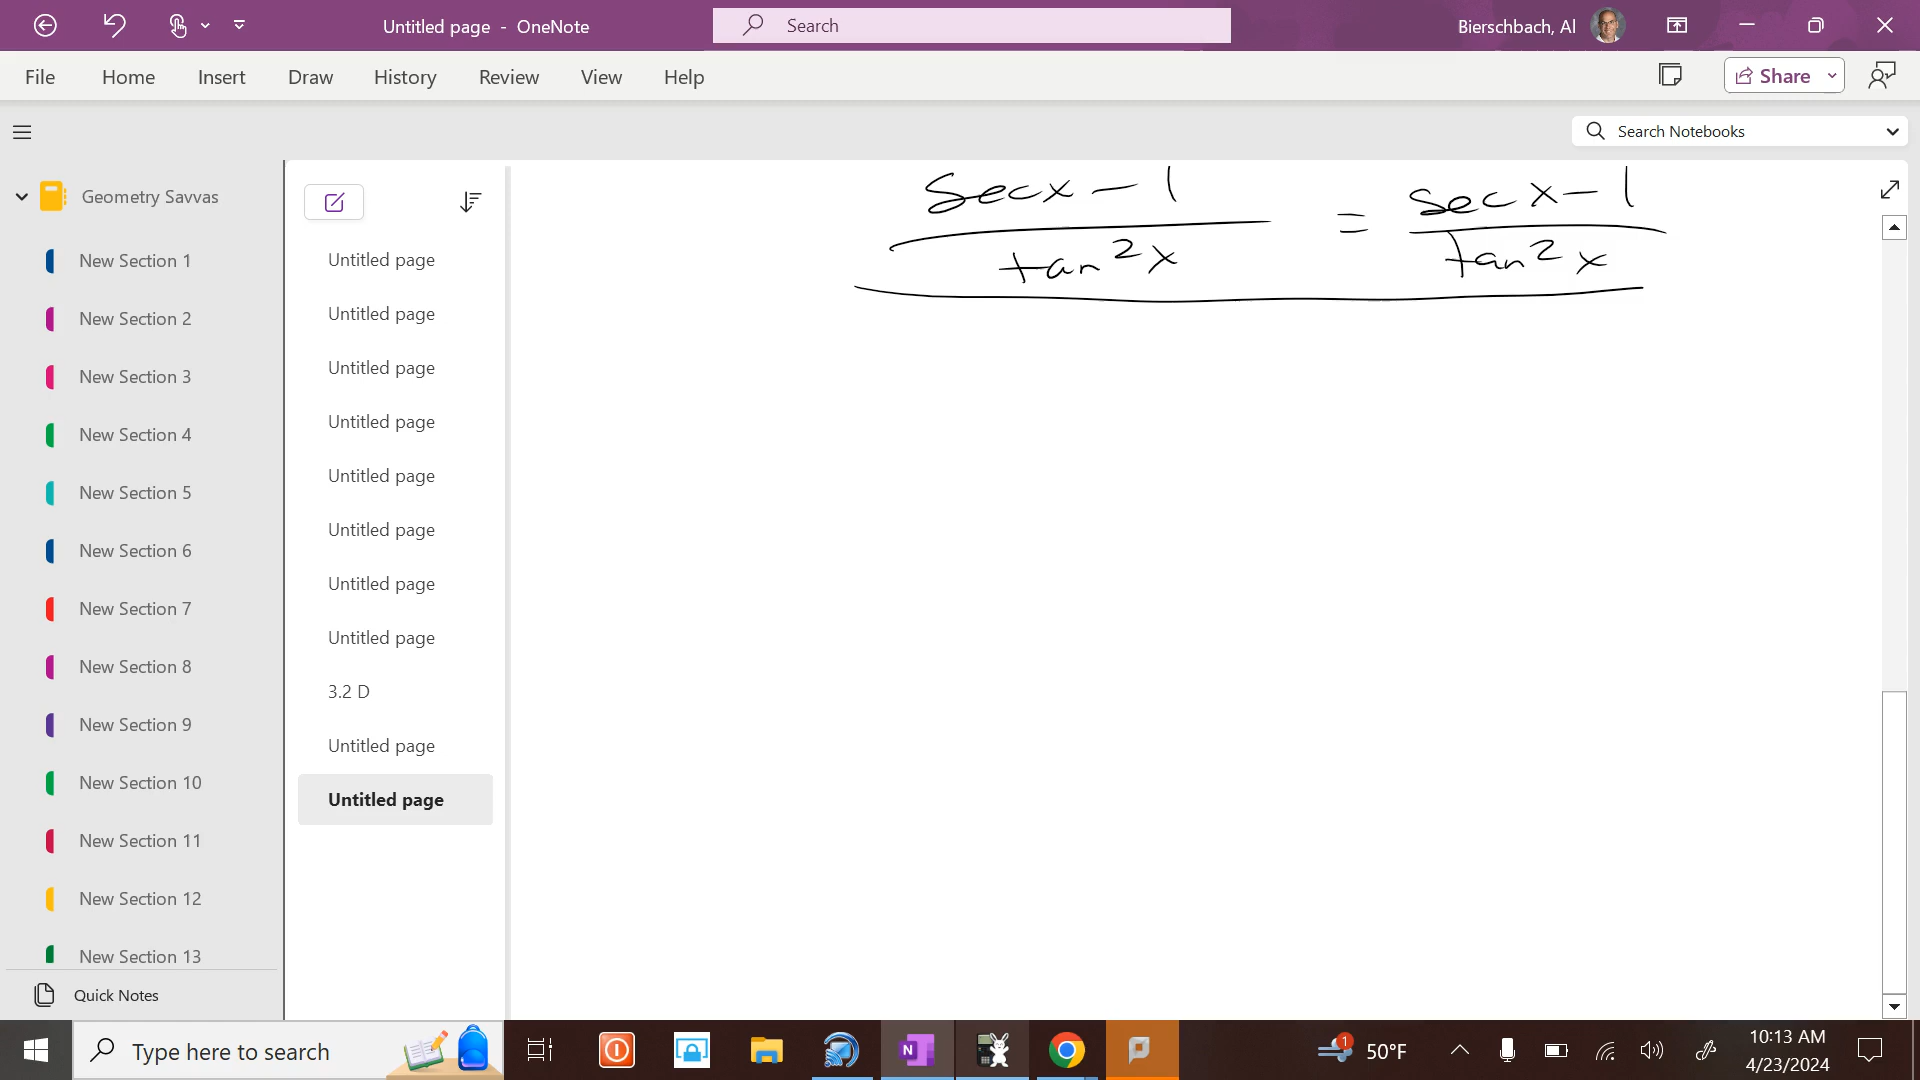 Untitled page - OneNote
Search
Bierschbach, Al
File Home Insert Draw History Review View Help
Share
Search Notebooks
Geometry Savvas
New Section 1
New Section 2
New Section 3
New Section 4
New Section 5
New Section 6
New Section 7
New Section 8
New Section 9
New Section 10
New Section 11
New Section 12
New Section 13
Quick Notes
Untitled page
Untitled page
Untitled page
Untitled page
Untitled page
Untitled page
Untitled page
Untitled page
3.2 D
Untitled page
Untitled page
secx - 1 = secx - 1
tan²x tan²x
Type here to search
N
1
50°F
10:13 AM
4/23/2024